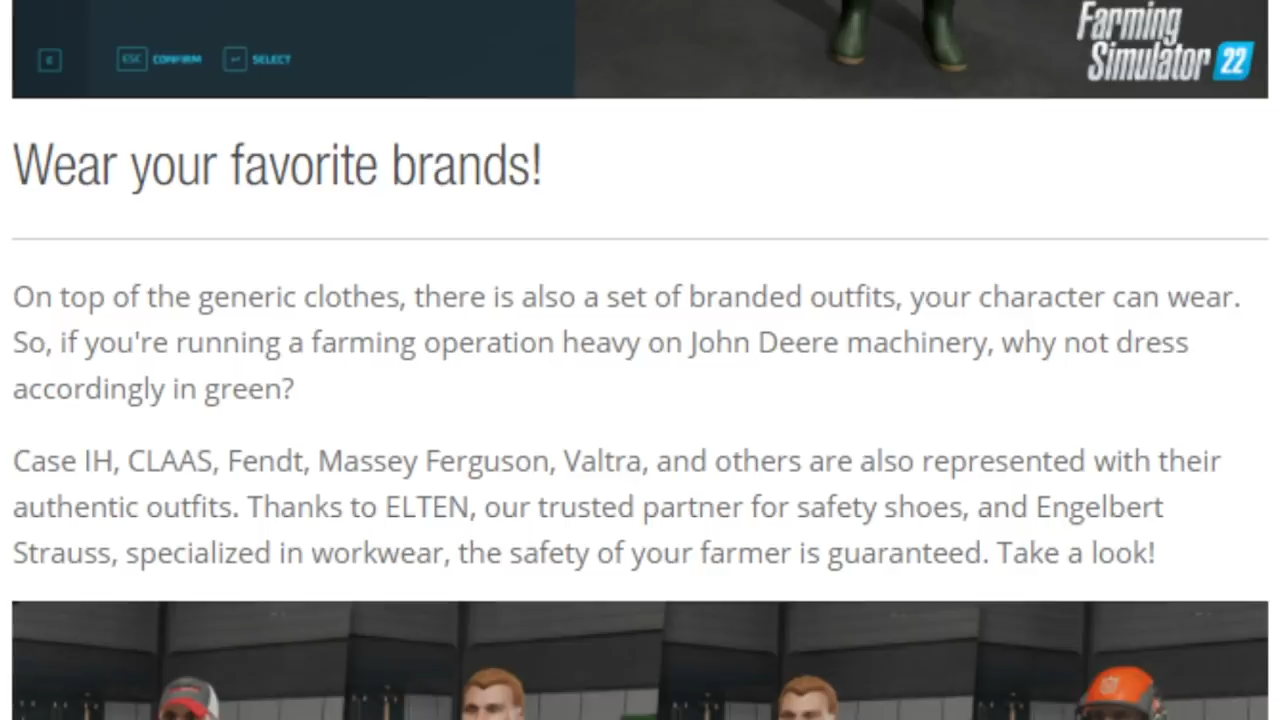 ESC CONFIRM SELECT
Farming
Simulator 22
Wear your favorite brands!
On top of the generic clothes, there is also a set of branded outfits, your character can wear.
So, if you're running a farming operation heavy on John Deere machinery, why not dress
accordingly in green?
Case IH, CLAAS, Fendt, Massey Ferguson, Valtra, and others are also represented with their
authentic outfits. Thanks to ELTEN, our trusted partner for safety shoes, and Engelbert
Strauss, specialized in workwear, the safety of your farmer is guaranteed. Take a look!